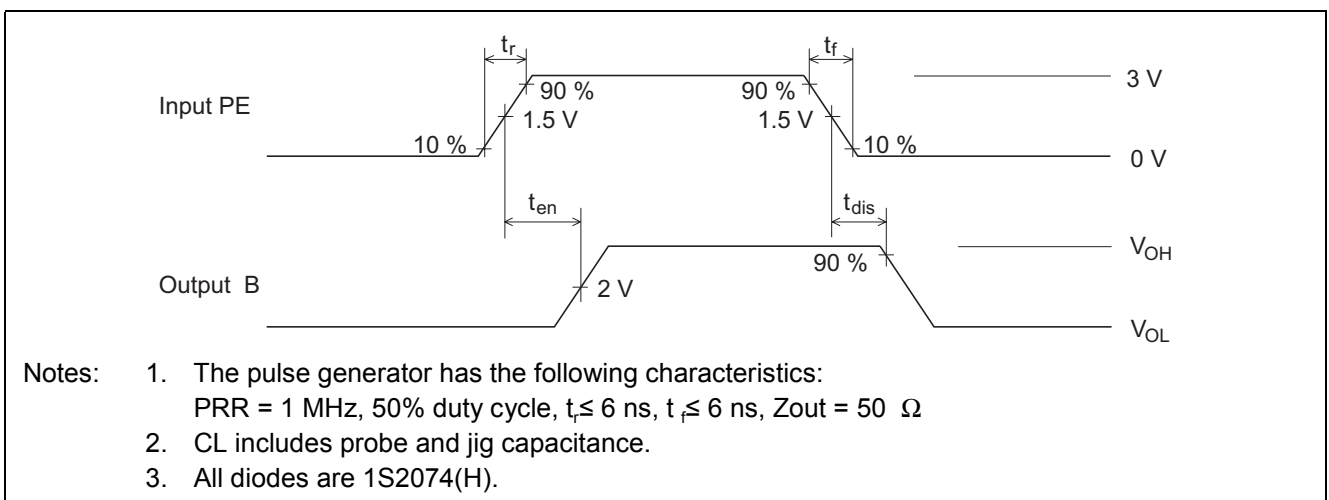 tr
tf
Input PE
90 %
90 %
3 V
1.5 V
1.5 V
10 %
10 %
0 V
ten
tdis
Output B
90 %
VOH
2 V
VOL
Notes: 1. The pulse generator has the following characteristics:
PRR = 1 MHz, 50% duty cycle, tr≤ 6 ns, t f≤ 6 ns, Zout = 50 Ω
2. CL includes probe and jig capacitance.
3. All diodes are 1S2074(H).